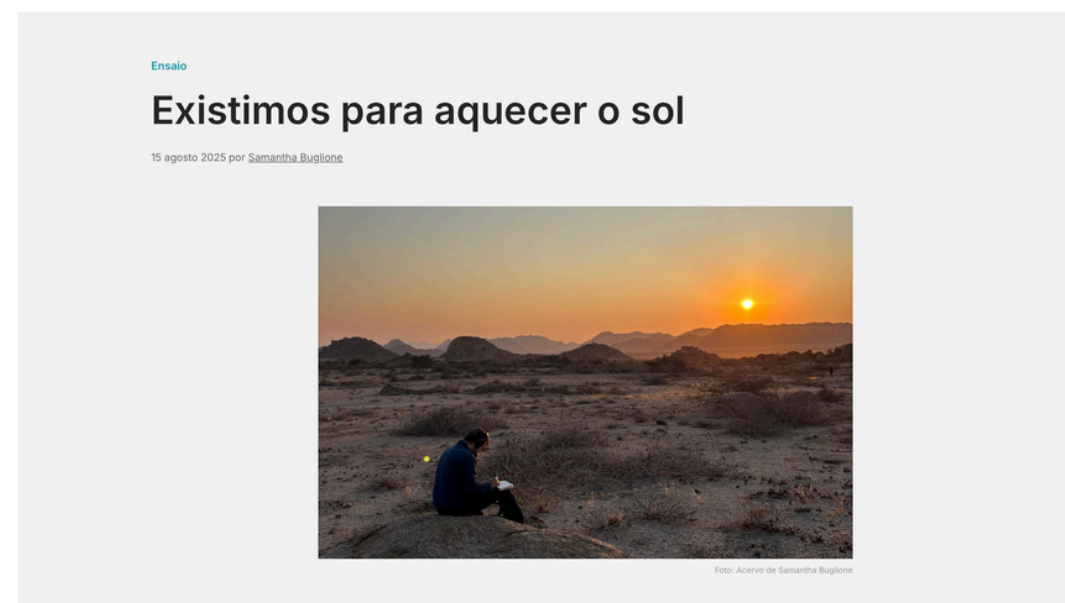 Ensaio
Existimos para aquecer o sol
15 agosto 2025 por Samantha Buglione
Foto: Acervo de Samantha Buglione